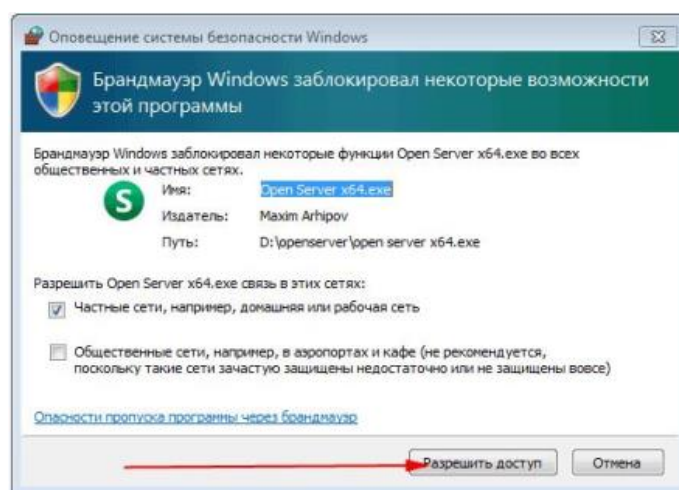 Оповещение системы безопасности Windows
Брандмауэр Windows заблокировал некоторые возможности
этой программы
Брандмауэр Windows заблокировал некоторые функции Open Server x64.exe во всех
общественных и частных сетях.
S
Имя: Open Server x64.exe
Издатель: Maxim Arhipov
Путь: D:\openserver\open server x64.exe
Разрешить Open Server x64.exe связь в этих сетях:
Частные сети, например, домашняя или рабочая сеть
Общественные сети, например, в аэропортах и кафе (не рекомендуется,
поскольку такие сети зачастую защищены недостаточно или не защищены вовсе)
Опасности пропуска программы через брандмауэр
Разрешить доступ Отмена